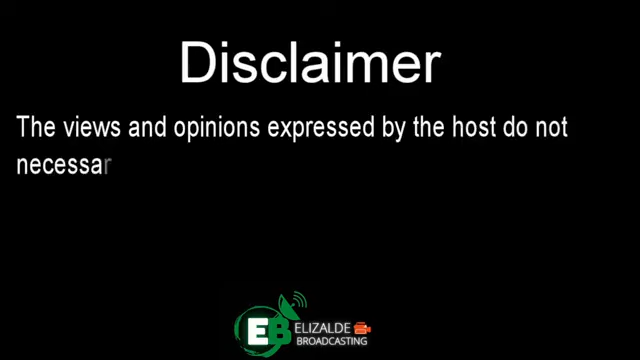 Disclaimer
The views and opinions expressed by the host do not
necessar
EB
ELIZALDE
BROADCASTING